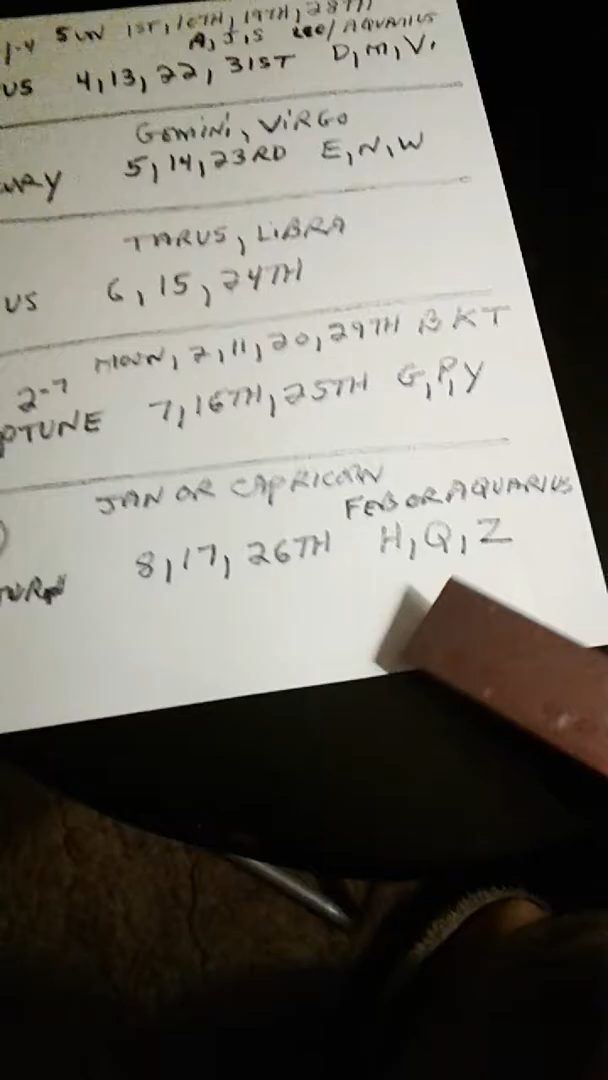 1-4 SUN 1ST, 10TH, 19TH, 28TH
A, J, S LEO/AQUARIUS
US 4, 13, 22, 31ST D, M, V.
GEMINI, VIRGO
URY 5, 14, 23RD E, N, W
TARUS, LIBRA
US 6, 15, 24TH
2-7 MOON, 2, 11, 20, 29TH B K T
PTUNE 7, 16TH, 25TH G, P, Y
JAN OR CAPRICORN
FEB OR AQUARIUS
TURN 8, 17, 26TH H, Q, Z